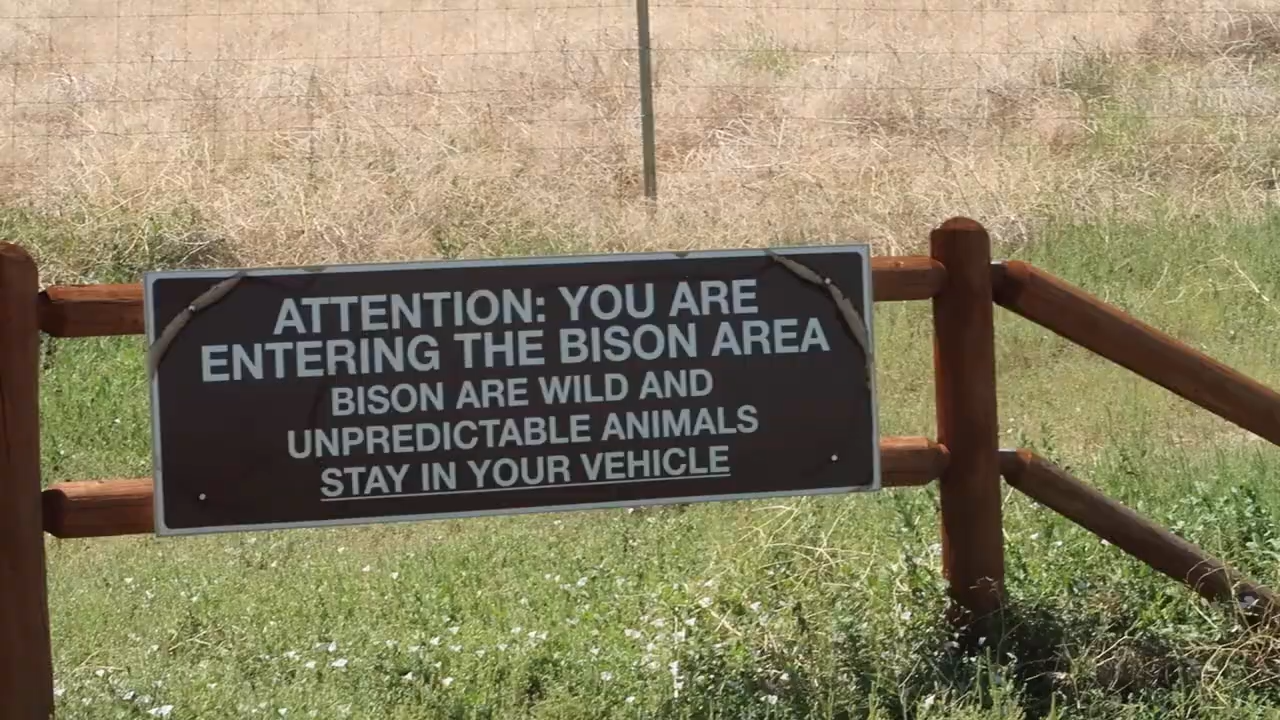 ATTENTION: YOU ARE
ENTERING THE BISON AREA
BISON ARE WILD AND
UNPREDICTABLE ANIMALS
STAY IN YOUR VEHICLE